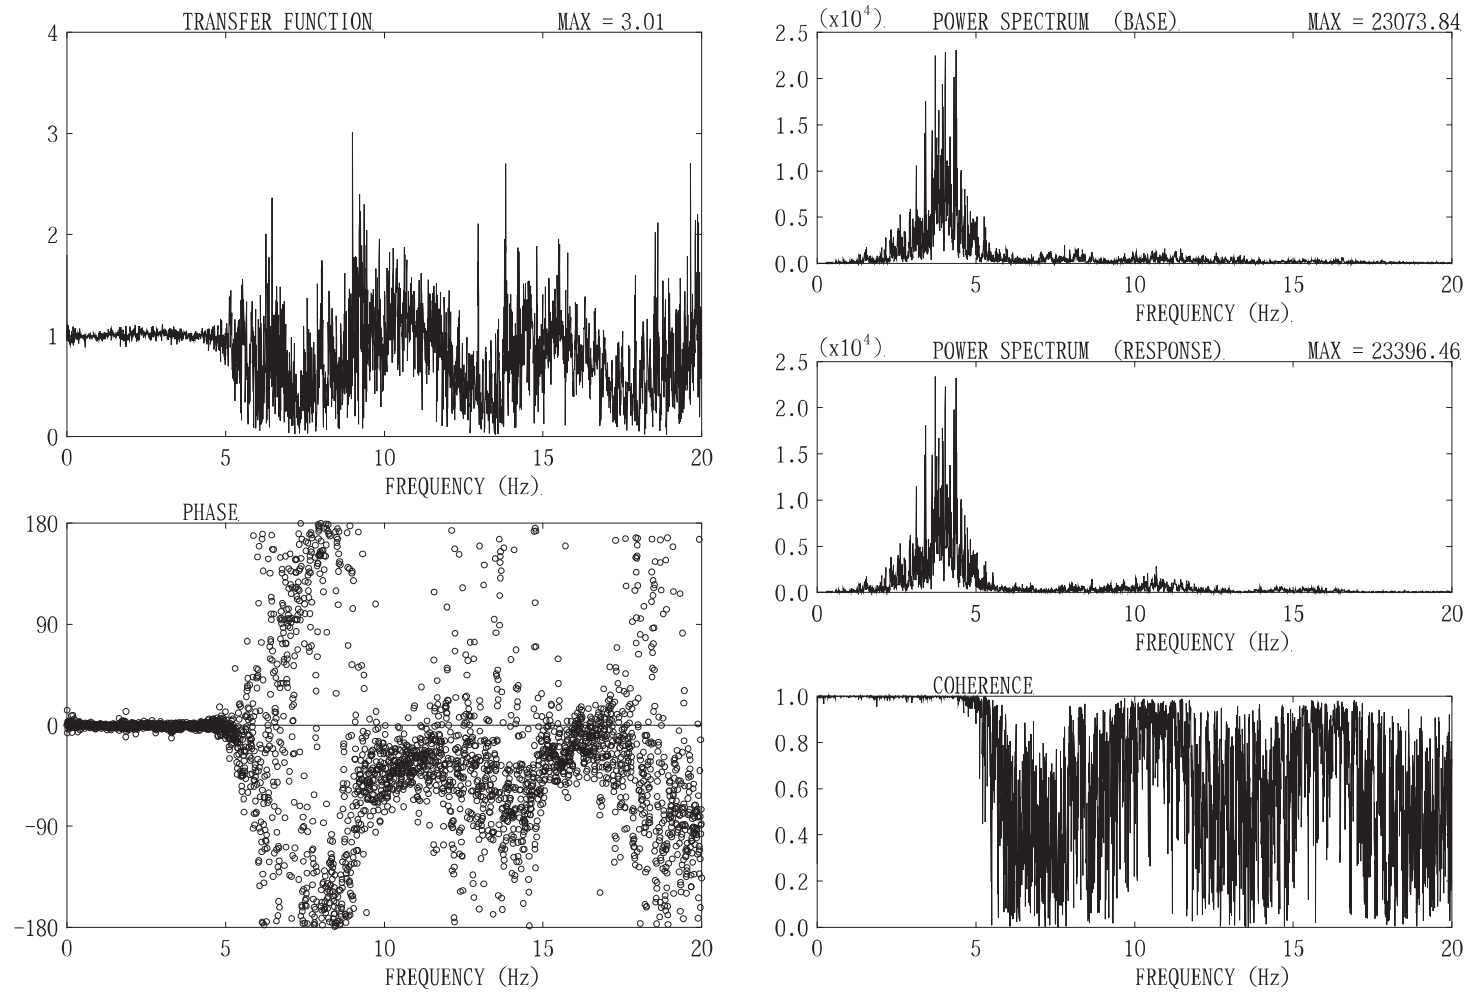 TRANSFER FUNCTION MAX = 3.01
4
3
2
1
0
0 5 10 15 20
FREQUENCY (Hz)
PHASE
180
90
0
-90
-180
0 5 10 15 20
FREQUENCY (Hz)
(x10⁴) POWER SPECTRUM (BASE) MAX = 23073.84
2.5
2.0
1.5
1.0
0.5
0.0
0 5 10 15 20
FREQUENCY (Hz)
(x10⁴) POWER SPECTRUM (RESPONSE) MAX = 23396.46
2.5
2.0
1.5
1.0
0.5
0.0
0 5 10 15 20
FREQUENCY (Hz)
COHERENCE
1.0
0.8
0.6
0.4
0.2
0.0
0 5 10 15 20
FREQUENCY (Hz)